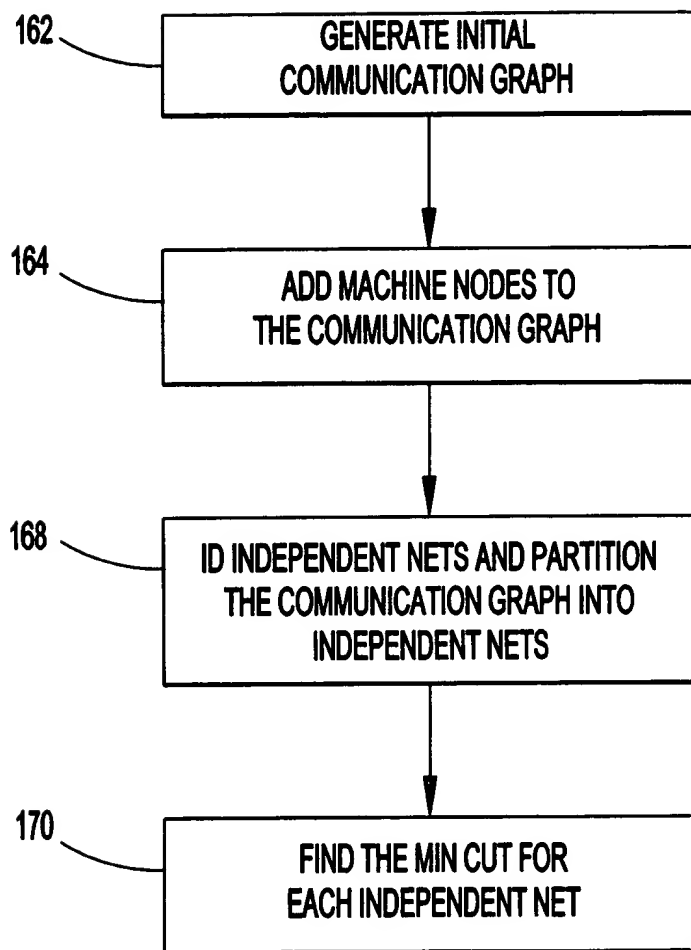 162
GENERATE INITIAL
COMMUNICATION GRAPH
164
ADD MACHINE NODES TO
THE COMMUNICATION GRAPH
168
ID INDEPENDENT NETS AND PARTITION
THE COMMUNICATION GRAPH INTO
INDEPENDENT NETS
170
FIND THE MIN CUT FOR
EACH INDEPENDENT NET